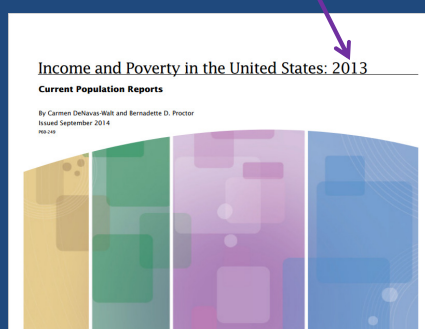 Income and Poverty in the United States: 2013
Current Population Reports
By Carmen DeNavas-Walt and Bernadette D. Proctor
Issued September 2014
P60-249